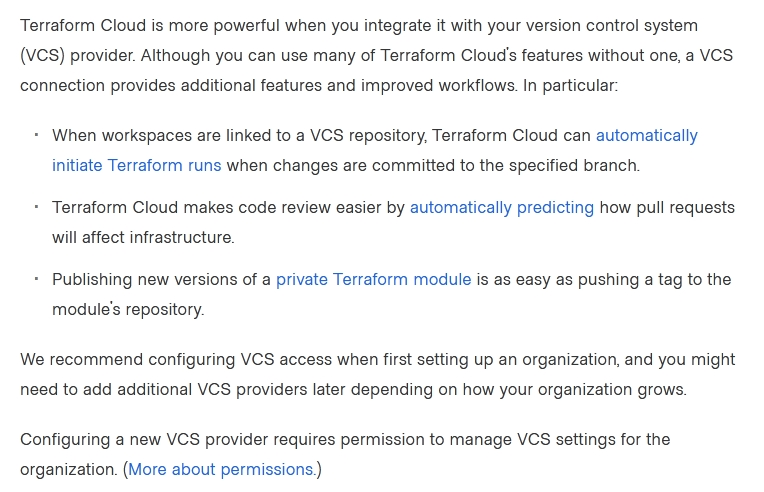 Terraform Cloud is more powerful when you integrate it with your version control system
(VCS) provider. Although you can use many of Terraform Cloud's features without one, a VCS
connection provides additional features and improved workflows. In particular:
• When workspaces are linked to a VCS repository, Terraform Cloud can automatically
initiate Terraform runs when changes are committed to the specified branch.
• Terraform Cloud makes code review easier by automatically predicting how pull requests
will affect infrastructure.
• Publishing new versions of a private Terraform module is as easy as pushing a tag to the
module's repository.
We recommend configuring VCS access when first setting up an organization, and you might
need to add additional VCS providers later depending on how your organization grows.
Configuring a new VCS provider requires permission to manage VCS settings for the
organization. (More about permissions.)